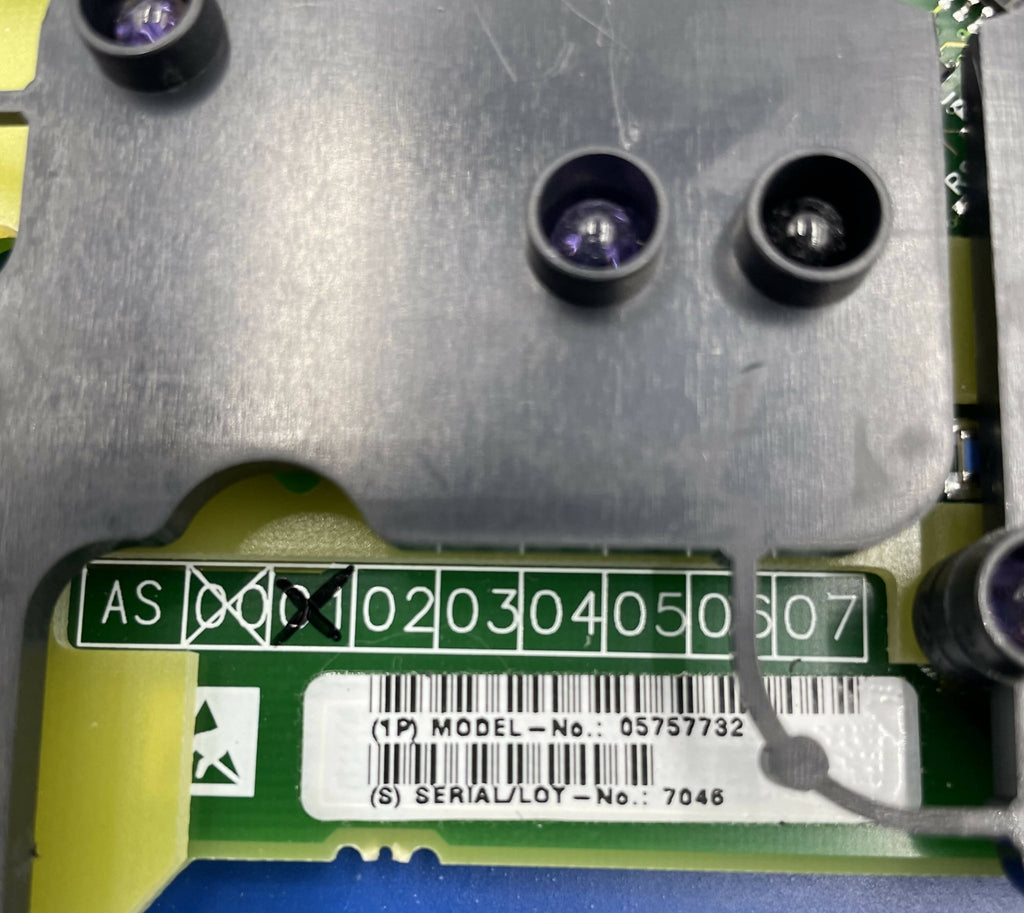 AS 00 01 02 03 04 05 06 07
(1P) MODEL-No.: 05757732
(S) SERIAL/LOT-No.: 7046